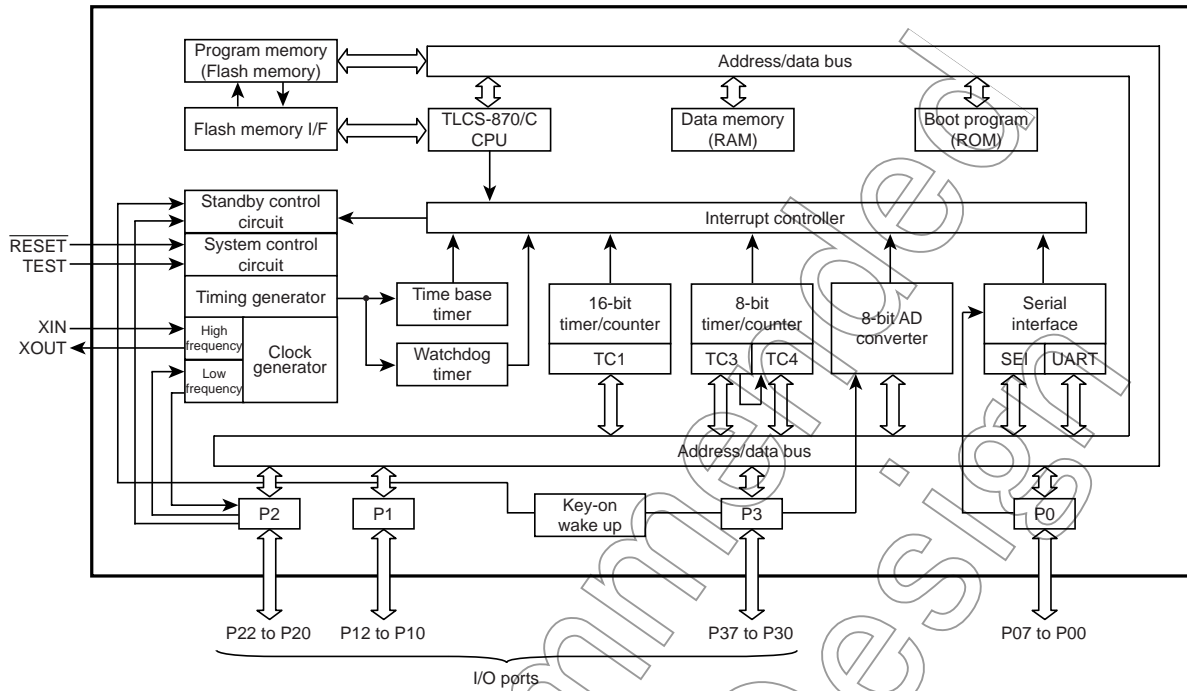 Program memory
(Flash memory)
Address/data bus
Flash memory I/F
TLCS-870/C
CPU
Data memory
(RAM)
Boot program
(ROM)
Standby control
circuit
Interrupt controller
RESET
TEST
System control
circuit
Timing generator
Time base
timer
16-bit
timer/counter
8-bit
timer/counter
8-bit AD
converter
Serial
interface
XIN
XOUT
High
frequency
Clock
generator
Low
frequency
Watchdog
timer
TC1
TC3
TC4
SEI
UART
Address/data bus
P2
P1
Key-on
wake up
P3
P0
P22 to P20
P12 to P10
P37 to P30
P07 to P00
I/O ports
mmended
esign